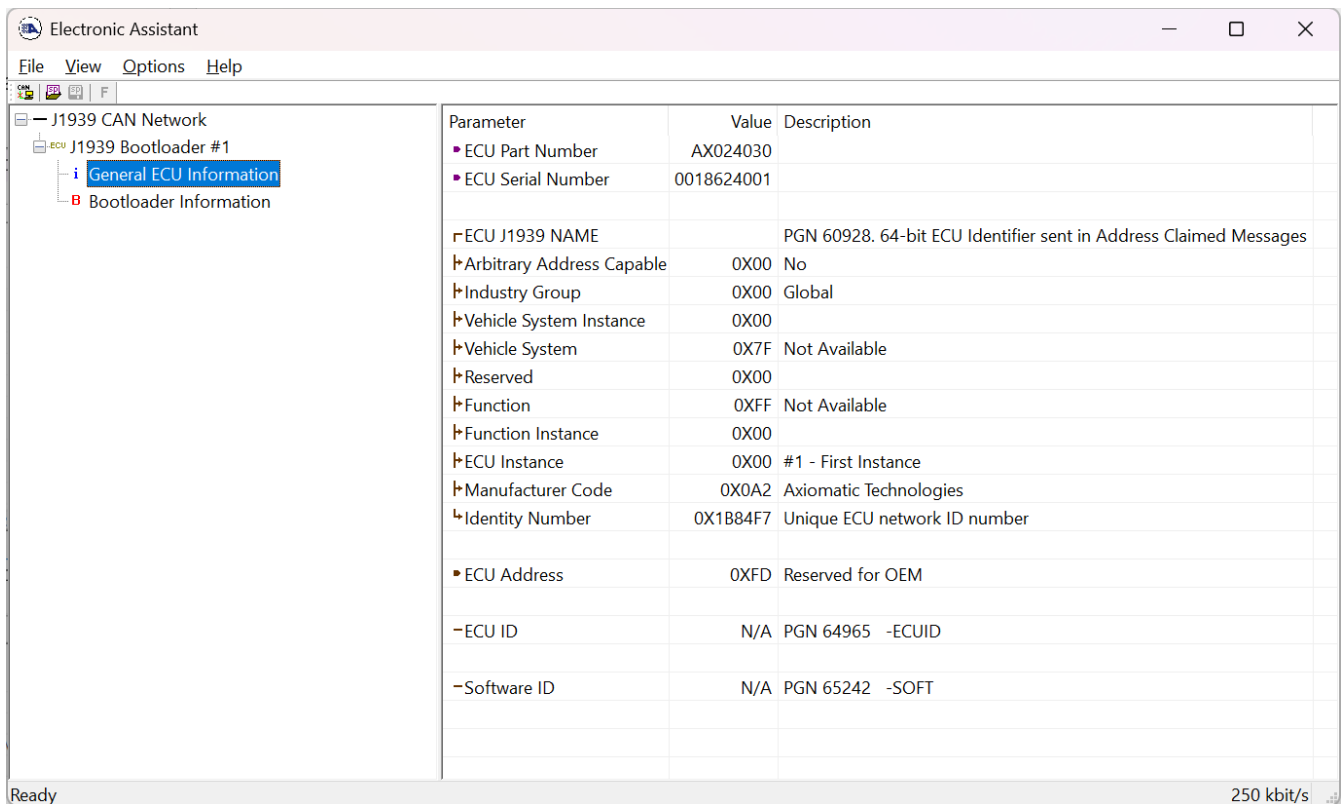 Electronic Assistant
File View Options Help
CAN SP SP F
J1939 CAN Network
ECU J1939 Bootloader #1
i General ECU Information
B Bootloader Information
Parameter Value Description
ECU Part Number AX024030
ECU Serial Number 0018624001
ECU J1939 NAME PGN 60928. 64-bit ECU Identifier sent in Address Claimed Messages
Arbitrary Address Capable 0X00 No
Industry Group 0X00 Global
Vehicle System Instance 0X00
Vehicle System 0X7F Not Available
Reserved 0X00
Function 0XFF Not Available
Function Instance 0X00
ECU Instance 0X00 #1 - First Instance
Manufacturer Code 0X0A2 Axiomatic Technologies
Identity Number 0X1B84F7 Unique ECU network ID number
ECU Address 0XFD Reserved for OEM
ECU ID N/A PGN 64965 -ECUID
Software ID N/A PGN 65242 -SOFT
Ready 250 kbit/s